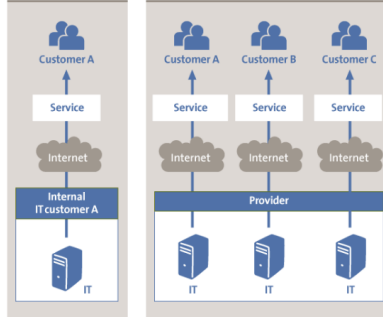 Customer A
Service
Internet
Internal
IT customer A
IT
Customer A Customer B Customer C
Service Service Service
Internet Internet Internet
Provider
IT IT IT